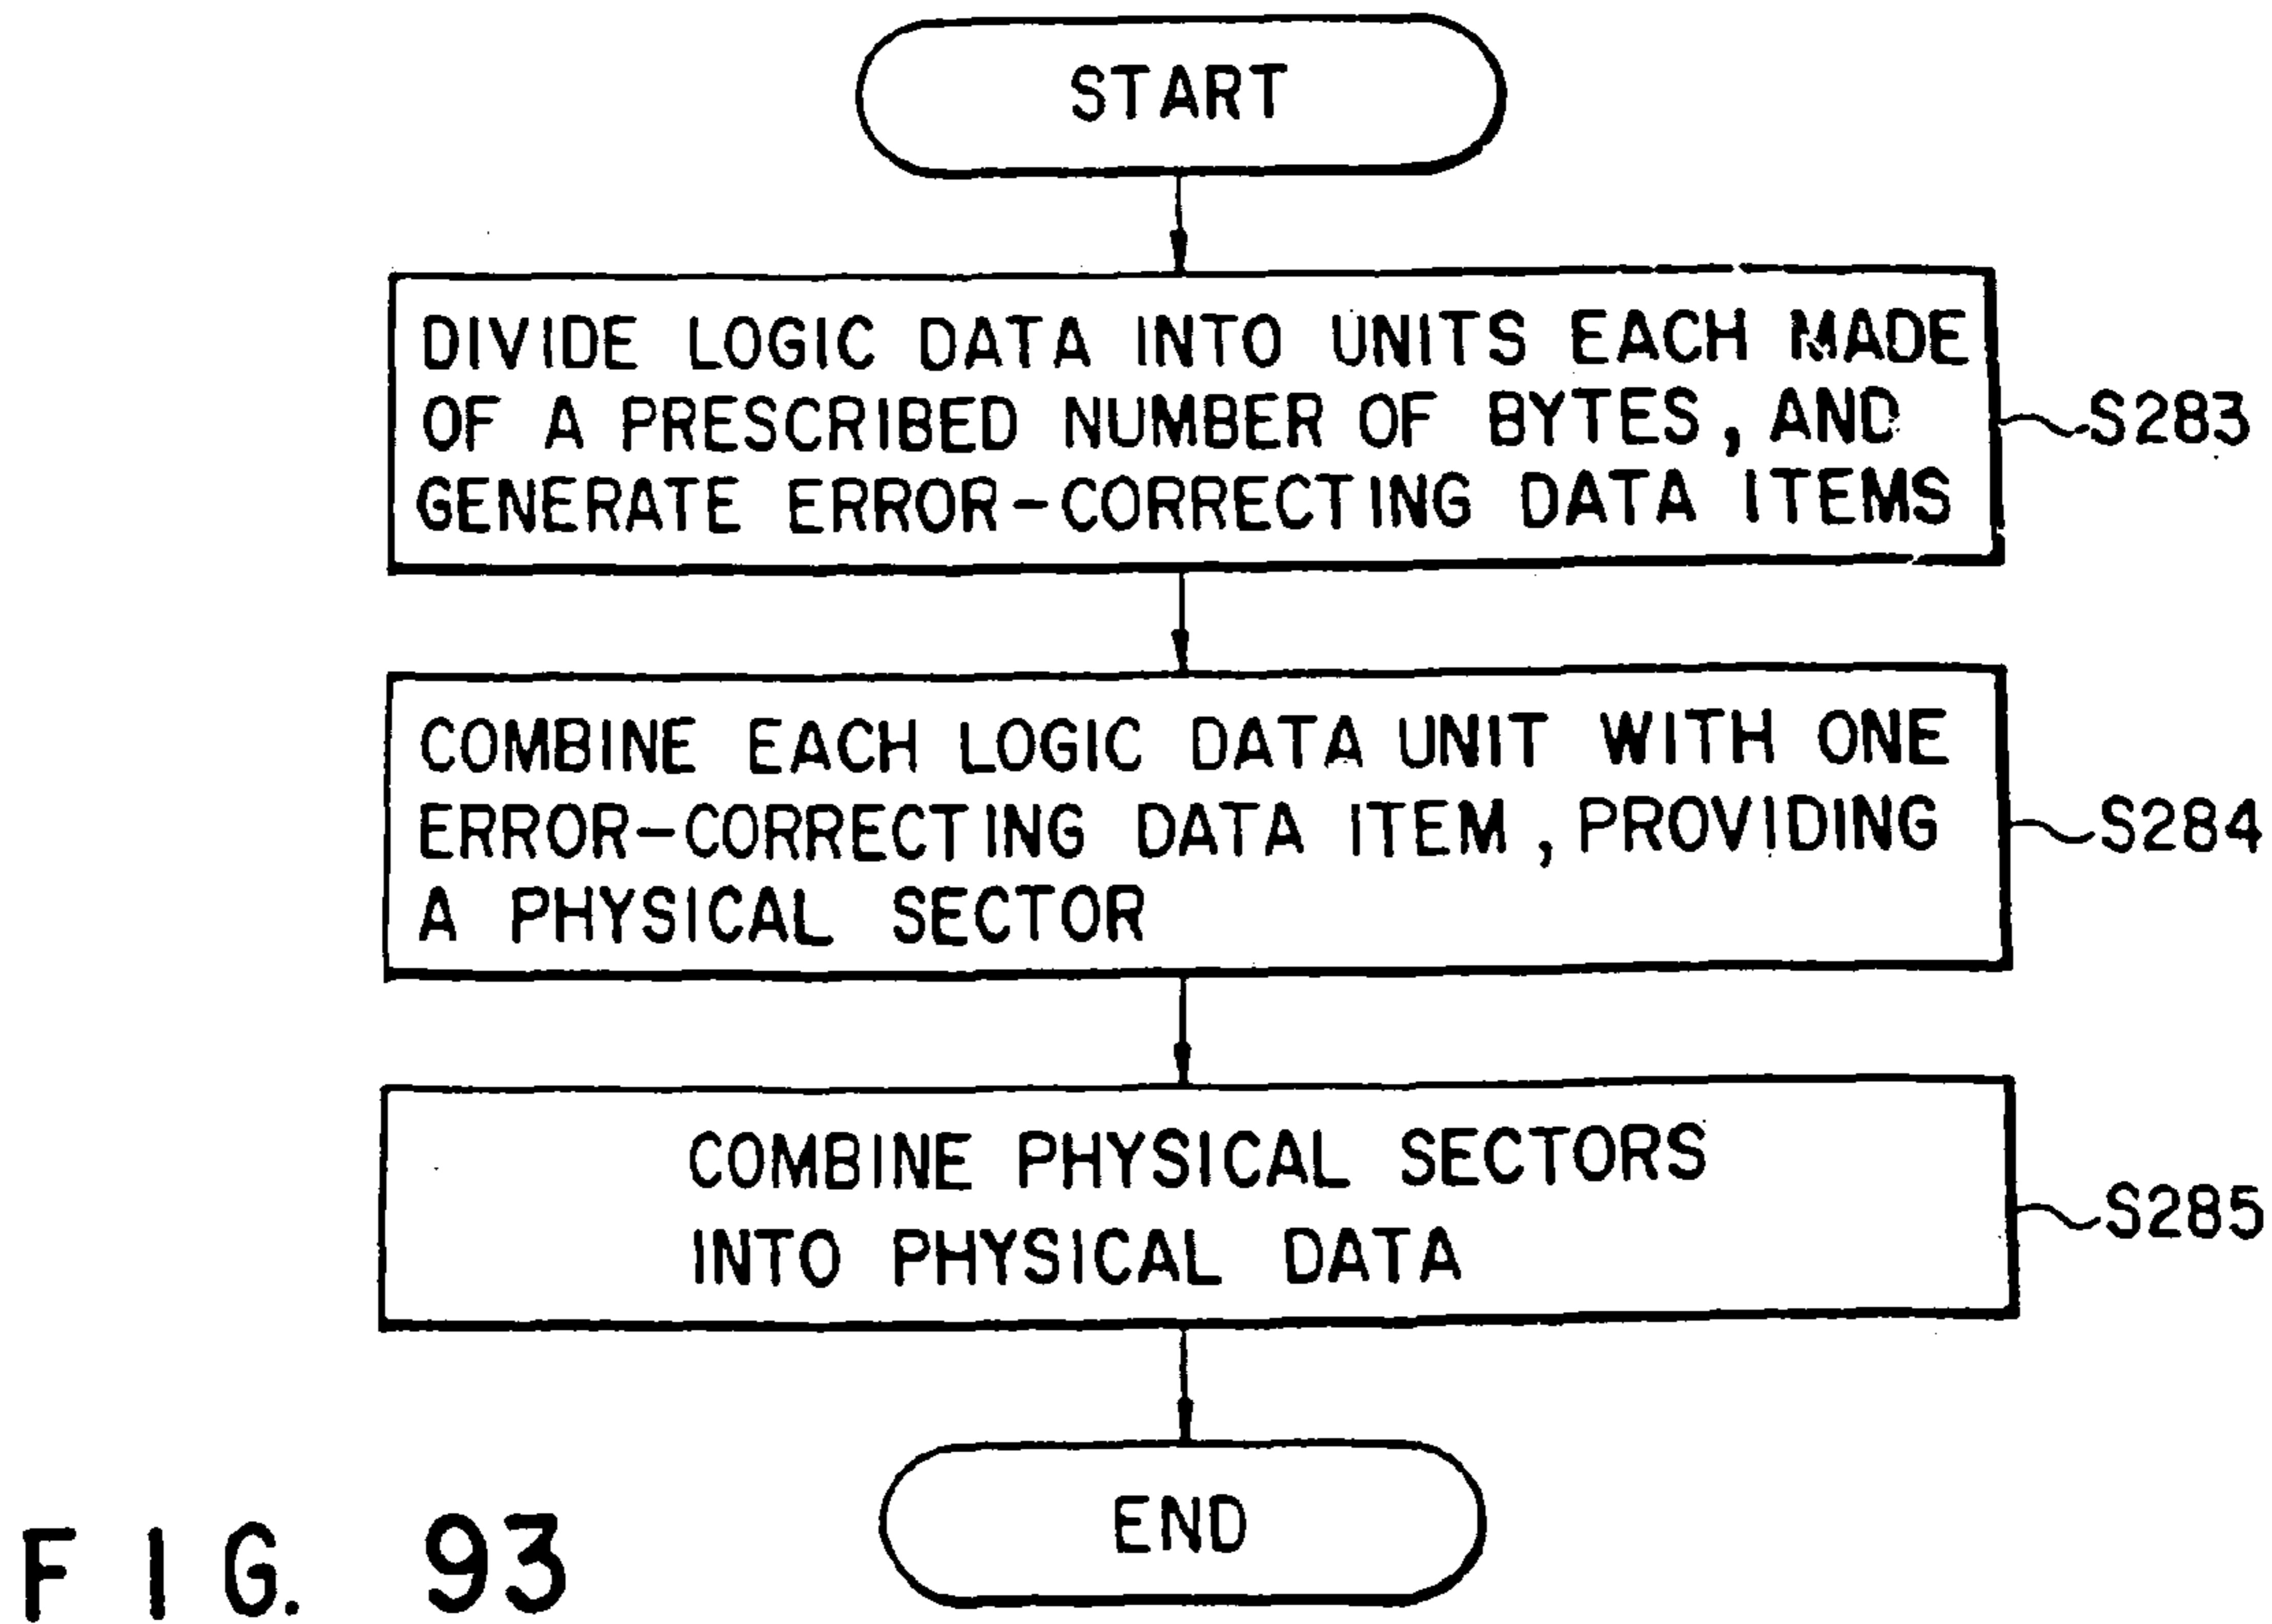 START
DIVIDE LOGIC DATA INTO UNITS EACH MADE
OF A PRESCRIBED NUMBER OF BYTES, AND
GENERATE ERROR-CORRECTING DATA ITEMS
S283
COMBINE EACH LOGIC DATA UNIT WITH ONE
ERROR-CORRECTING DATA ITEM, PROVIDING
A PHYSICAL SECTOR
S284
COMBINE PHYSICAL SECTORS
INTO PHYSICAL DATA
S285
END
FIG. 93